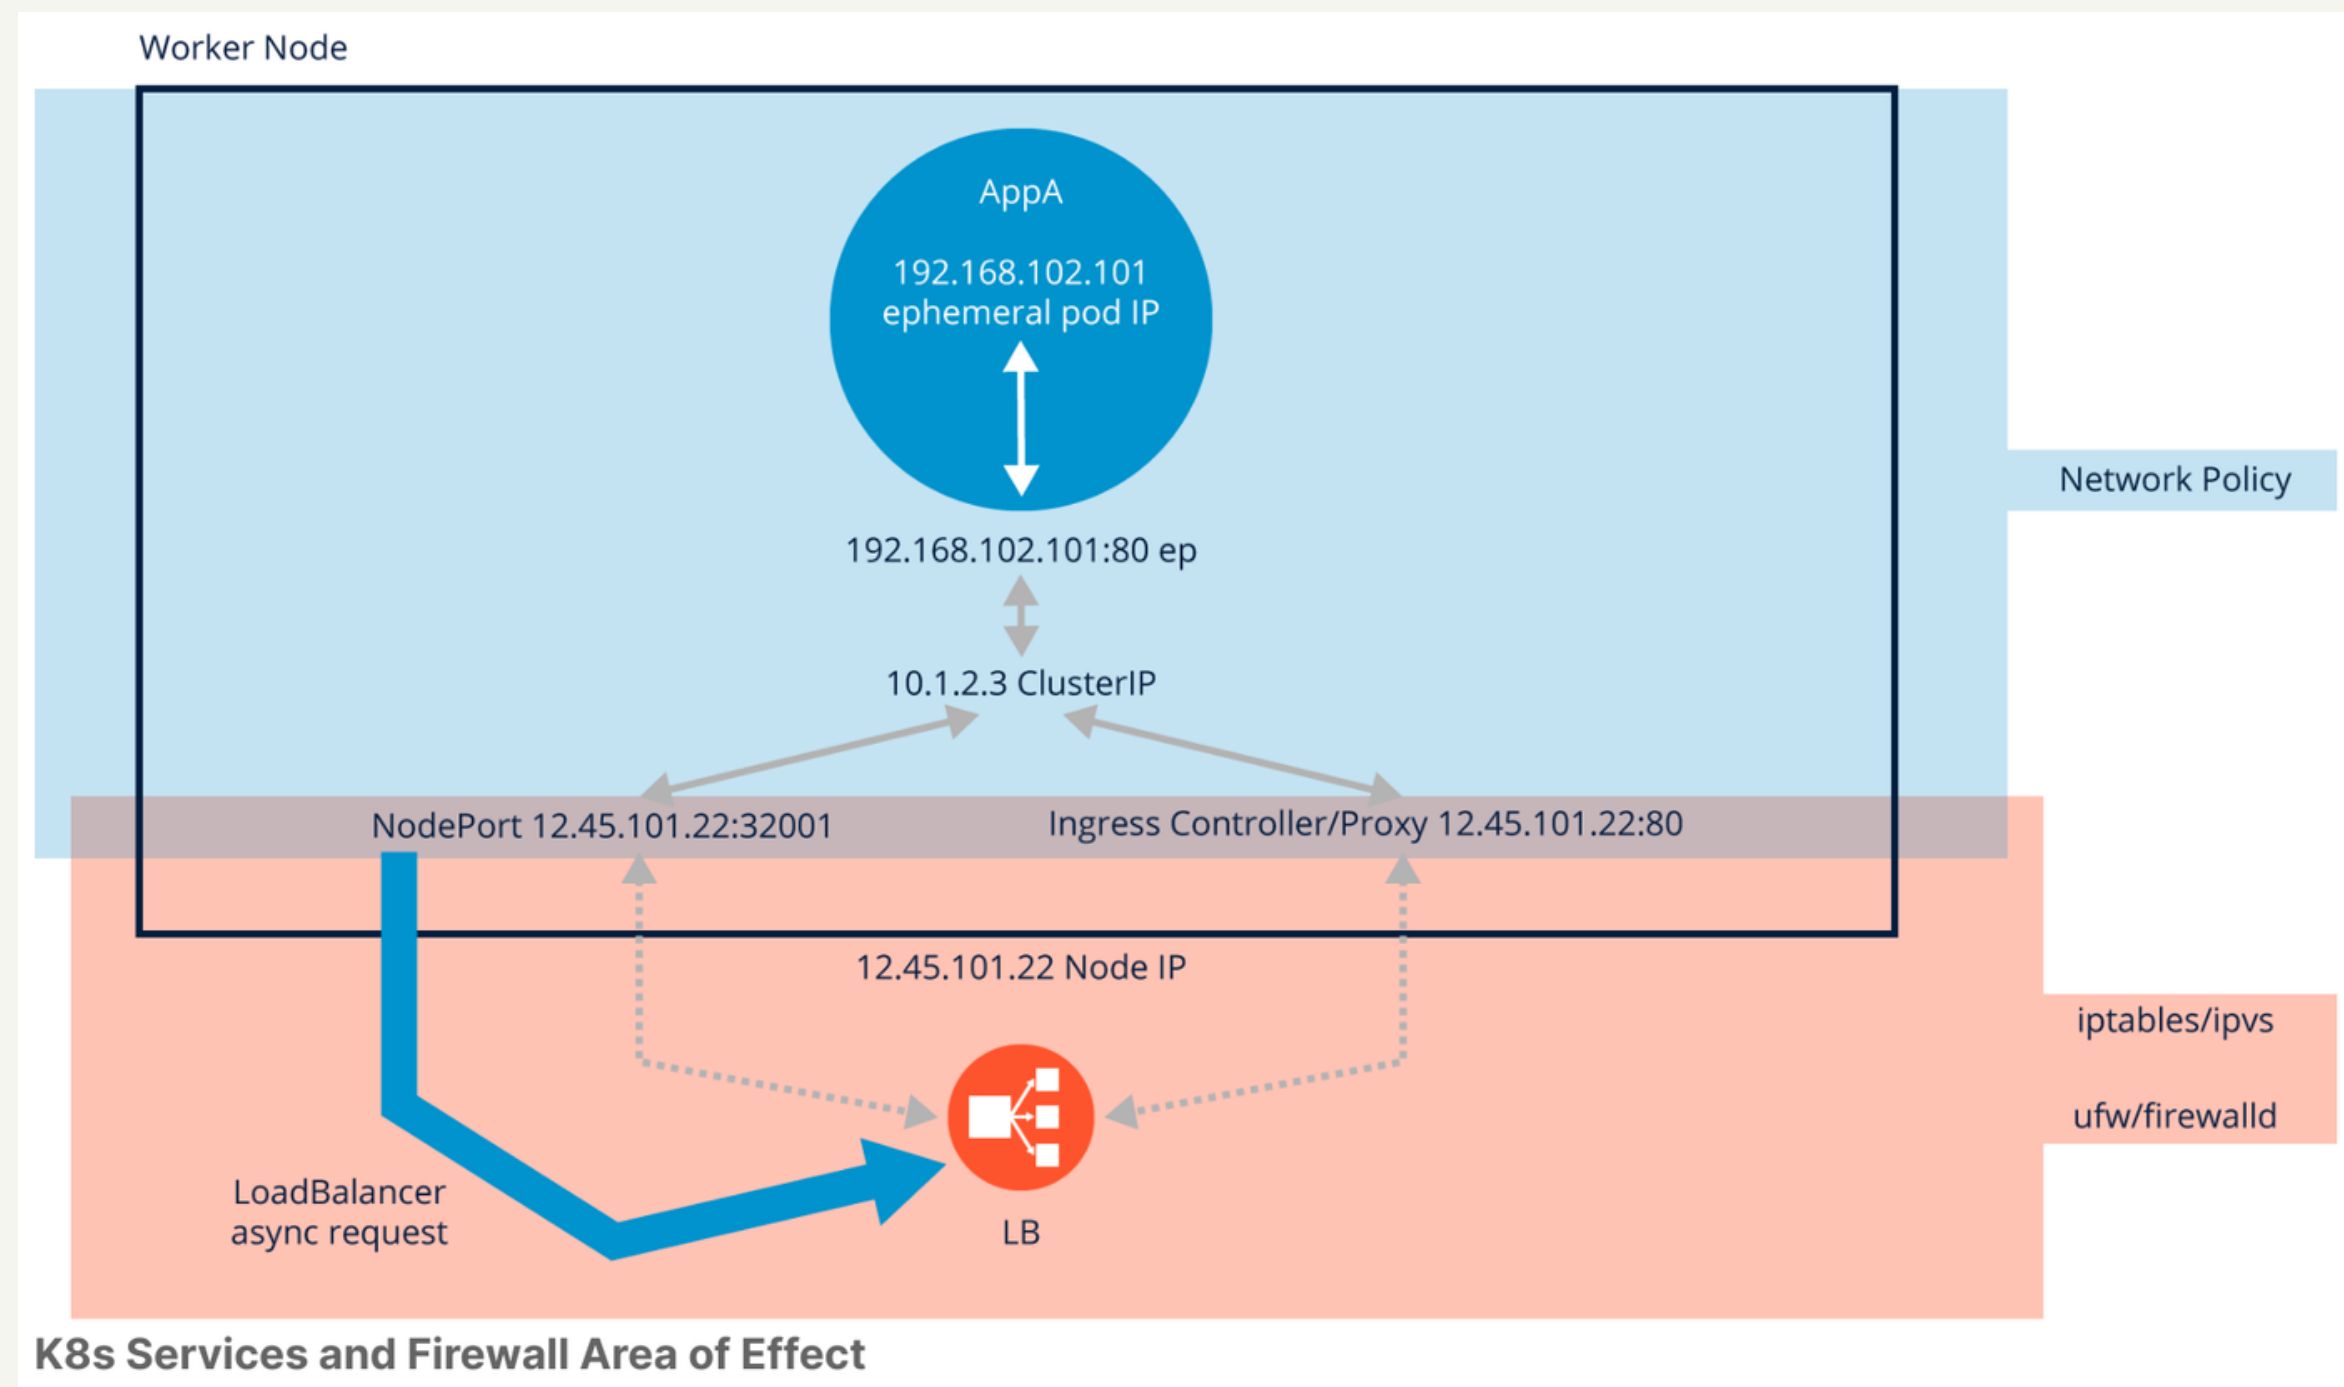 Worker Node
AppA
192.168.102.101
ephemeral pod IP
Network Policy
192.168.102.101:80 ep
10.1.2.3 ClusterIP
NodePort 12.45.101.22:32001
Ingress Controller/Proxy 12.45.101.22:80
12.45.101.22 Node IP
iptables/ipvs
ufw/firewalld
LoadBalancer
async request
LB
K8s Services and Firewall Area of Effect